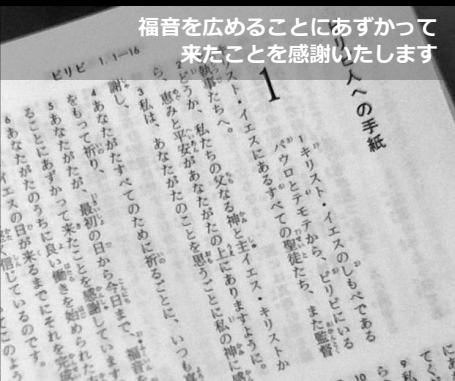 福音を広めることにあずかって
来たことを感謝いたします
ピリピ 1. 1―16
リピ人への手紙
1
1 キリスト・イエスのしもべである
パウロとテモテから、ピリピにいる
リスト・イエスにあるすべての聖徒たち、また監督
執事たちへ。
2 どうか、私たちの父なる神と主イエス・キリストか
ら、恵みと平安があなたがたの上にありますように。
3 私は、あなたがたのことを思うごとに私の神に感
謝し、
4 あなたがたすべてのために祈るごとに、いつも喜
をもって祈り、
5 あなたがたが、最初の日から今日まで、福音を
ることにあずかって来たことを感謝しています
6 あなたがたのうちに良い働きを始められた
イエスの日が来るまでにそれを完成
信じているのです。
てこのよう